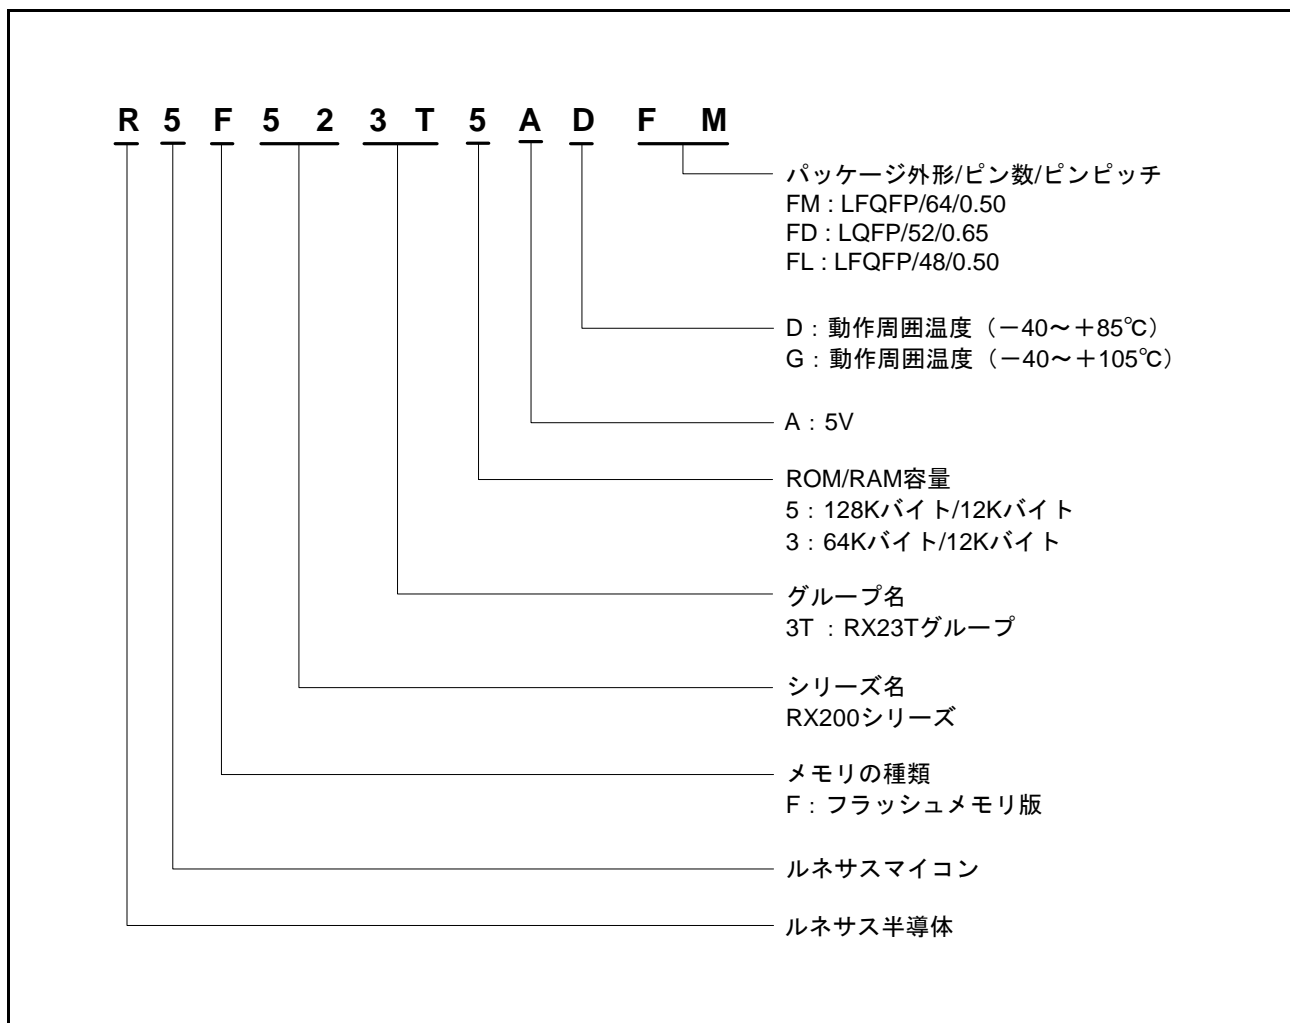 R 5 F 5 2 3 T 5 A D F M
パッケージ外形/ピン数/ピンピッチ
FM : LFQFP/64/0.50
FD : LQFP/52/0.65
FL : LFQFP/48/0.50
D : 動作周囲温度（－40～＋85℃）
G : 動作周囲温度（－40～＋105℃）
A : 5V
ROM/RAM容量
5 : 128Kバイト/12Kバイト
3 : 64Kバイト/12Kバイト
グループ名
3T : RX23Tグループ
シリーズ名
RX200シリーズ
メモリの種類
F : フラッシュメモリ版
ルネサスマイコン
ルネサス半導体